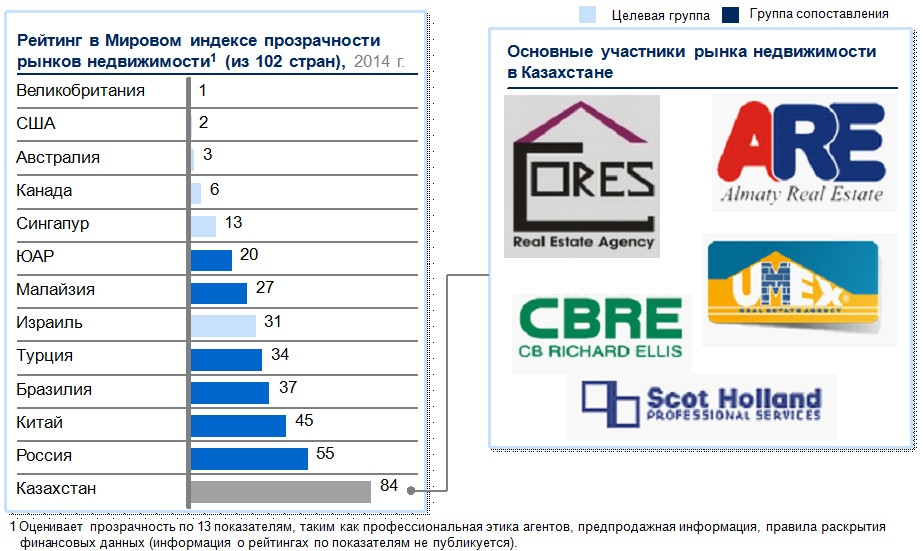 Целевая группа
Группа сопоставления
Рейтинг в Мировом индексе прозрачности
рынков недвижимости1 (из 102 стран), 2014 г.
Великобритания 1
США 2
Австралия 3
Канада 6
Сингапур 13
ЮАР 20
Малайзия 27
Израиль 31
Турция 34
Бразилия 37
Китай 45
Россия 55
Казахстан 84
Основные участники рынка недвижимости
в Казахстане
CORES
Real Estate Agency
ARE
Almaty Real Estate
UMEX®
REAL ESTATE AGENCY
CBRE
CB RICHARD ELLIS
Scot Holland
PROFESSIONAL SERVICES
1 Оценивает прозрачность по 13 показателям, таким как профессиональная этика агентов, предпродажная информация, правила раскрытия
финансовых данных (информация о рейтингах по показателям не публикуется).